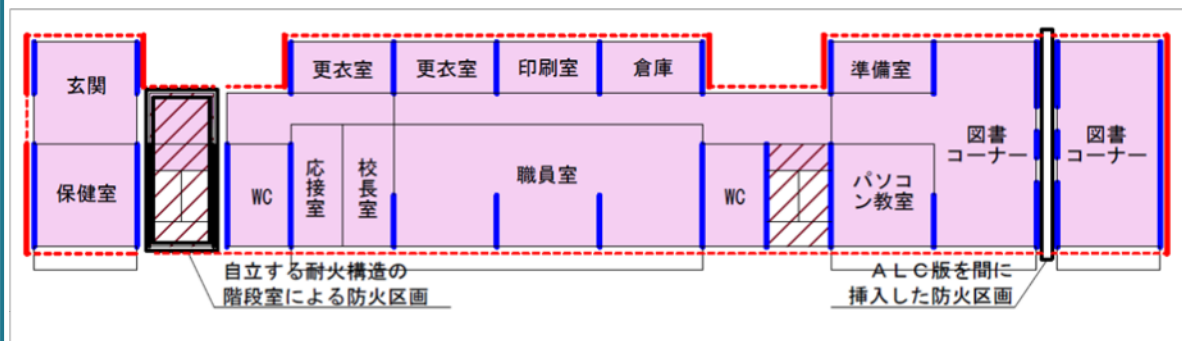 玄関
更衣室
更衣室
印刷室
倉庫
準備室
図書
コーナー
図書
コーナー
保健室
WC
応接室
校長室
職員室
WC
パソコ
ン教室
自立する耐火構造の
階段室による防火区画
ＡＬＣ版を間に
挿入した防火区画